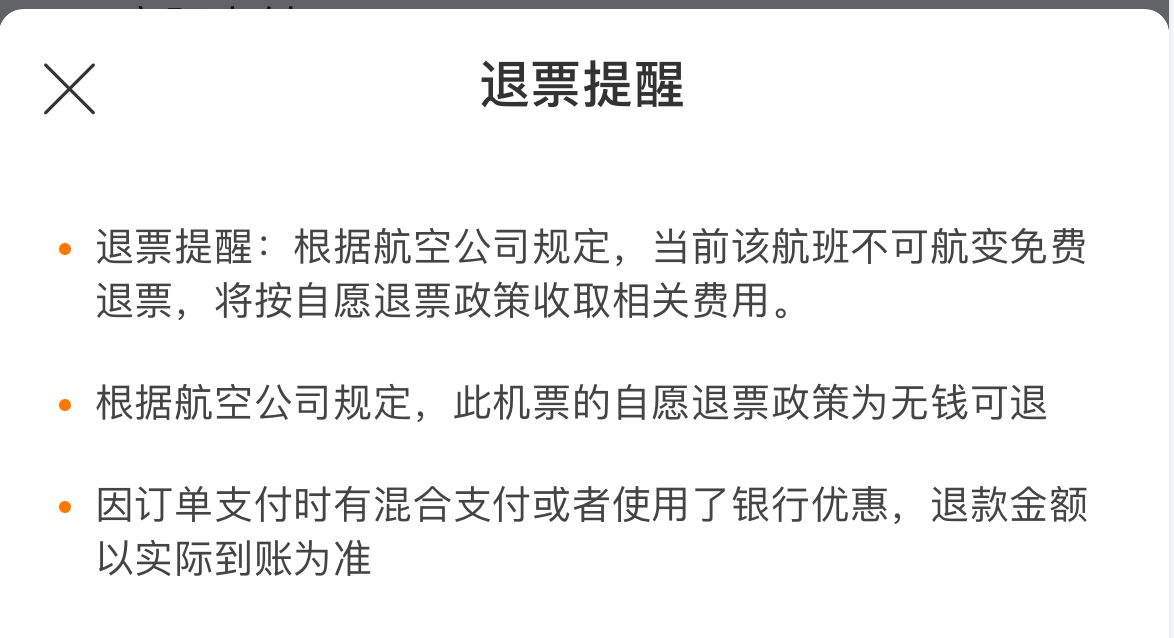 退票提醒
退票提醒：根据航空公司规定，当前该航班不可航变免费
退票，将按自愿退票政策收取相关费用。
根据航空公司规定，此机票的自愿退票政策为无钱可退
因订单支付时有混合支付或者使用了银行优惠，退款金额
以实际到账为准